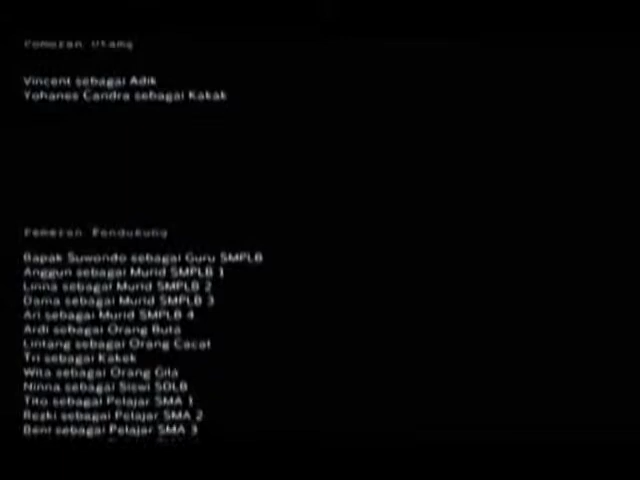 Pemeran Utama
Vincent sebagai Adik
Yohanes Candra sebagai Kakak
Pemeran Pendukung
Bapak Suwondo sebagai Guru SMPLB
Anggun sebagai Murid SMPLB 1
Linna sebagai Murid SMPLB 2
Dama sebagai Murid SMPLB 3
Ari sebagai Murid SMPLB 4
Ardi sebagai Orang Buta
Lintang sebagai Orang Cacat
Tri sebagai Kakek
Wita sebagai Orang Gila
Ninna sebagai Siswi SDLB
Tito sebagai Pelajar SMA 1
Rezki sebagai Pelajar SMA 2
Beni sebagai Pelajar SMA 3